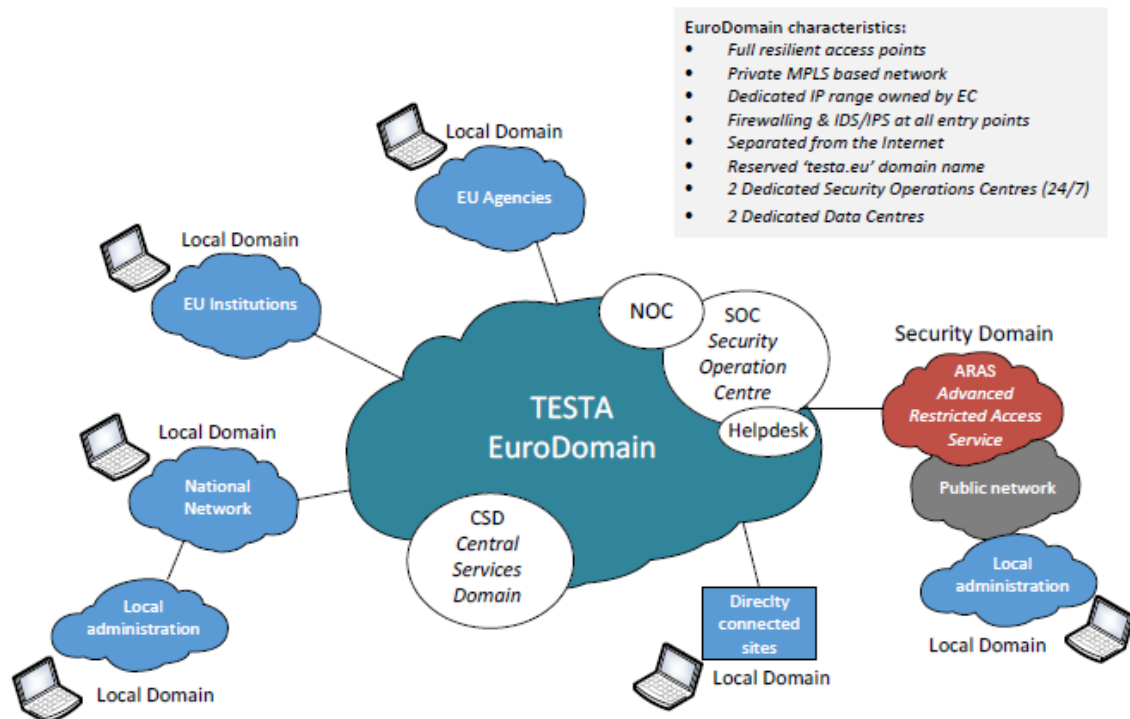 EuroDomain characteristics:
• Full resilient access points
• Private MPLS based network
• Dedicated IP range owned by EC
• Firewalling & IDS/IPS at all entry points
• Separated from the Internet
• Reserved ‘testa.eu’ domain name
• 2 Dedicated Security Operations Centres (24/7)
• 2 Dedicated Data Centres
Local Domain
EU Agencies
Local Domain
EU Institutions
NOC
SOC
Security
Operation
Centre
Helpdesk
Security Domain
ARAS
Advanced
Restricted Access
Service
Public network
Local
administration
Local Domain
TESTA
EuroDomain
Local Domain
National
Network
CSD
Central
Services
Domain
Local
administration
Local Domain
Direclty
connected
sites
Local Domain